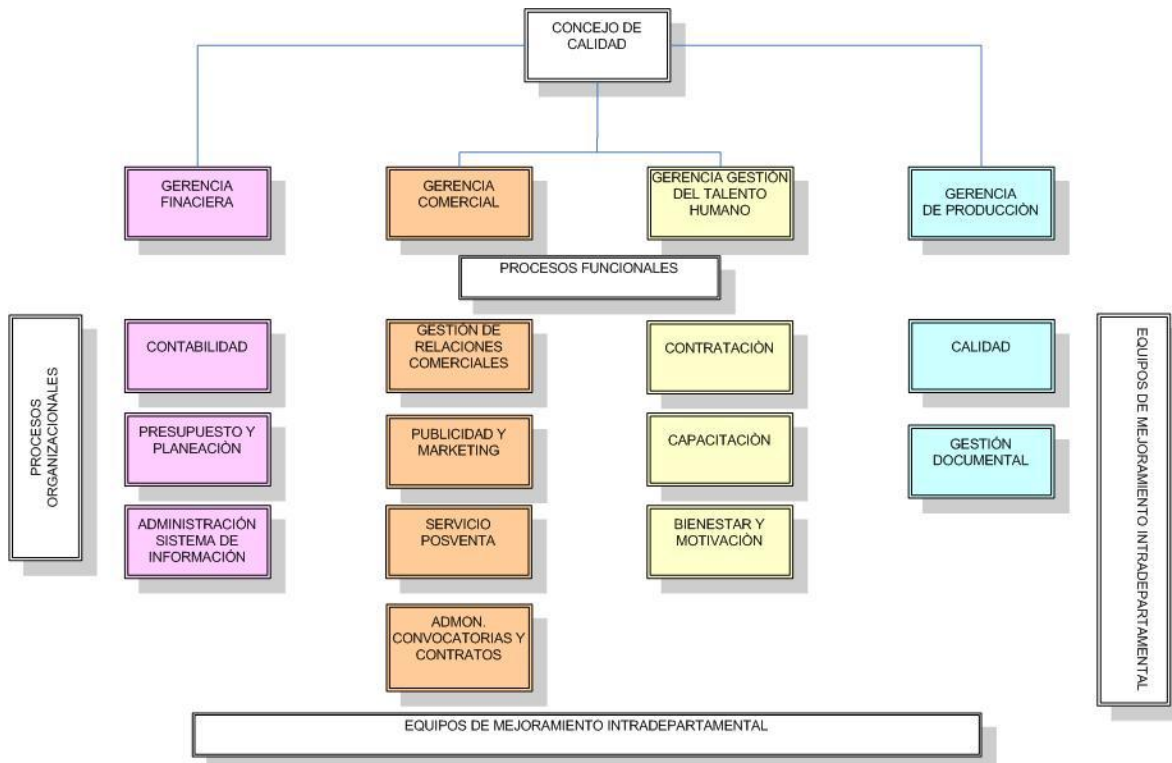 CONCEJO DE
CALIDAD
GERENCIA
FINACIERA
GERENCIA
COMERCIAL
GERENCIA GESTIÓN
DEL TALENTO
HUMANO
GERENCIA
DE PRODUCCIÒN
PROCESOS FUNCIONALES
PROCESOS
ORGANIZACIONALES
CONTABILIDAD
GESTIÓN DE
RELACIONES
COMERCIALES
CONTRATACIÒN
CALIDAD
PRESUPUESTO Y
PLANEACIÒN
PUBLICIDAD Y
MARKETING
CAPACITACIÒN
GESTIÓN
DOCUMENTAL
ADMINISTRACIÓN
SISTEMA DE
INFORMACIÓN
SERVICIO
POSVENTA
BIENESTAR Y
MOTIVACIÒN
ADMON.
CONVOCATORIAS Y
CONTRATOS
EQUIPOS DE MEJORAMIENTO INTRADEPARTAMENTAL
EQUIPOS DE MEJORAMIENTO INTRADEPARTAMENTAL